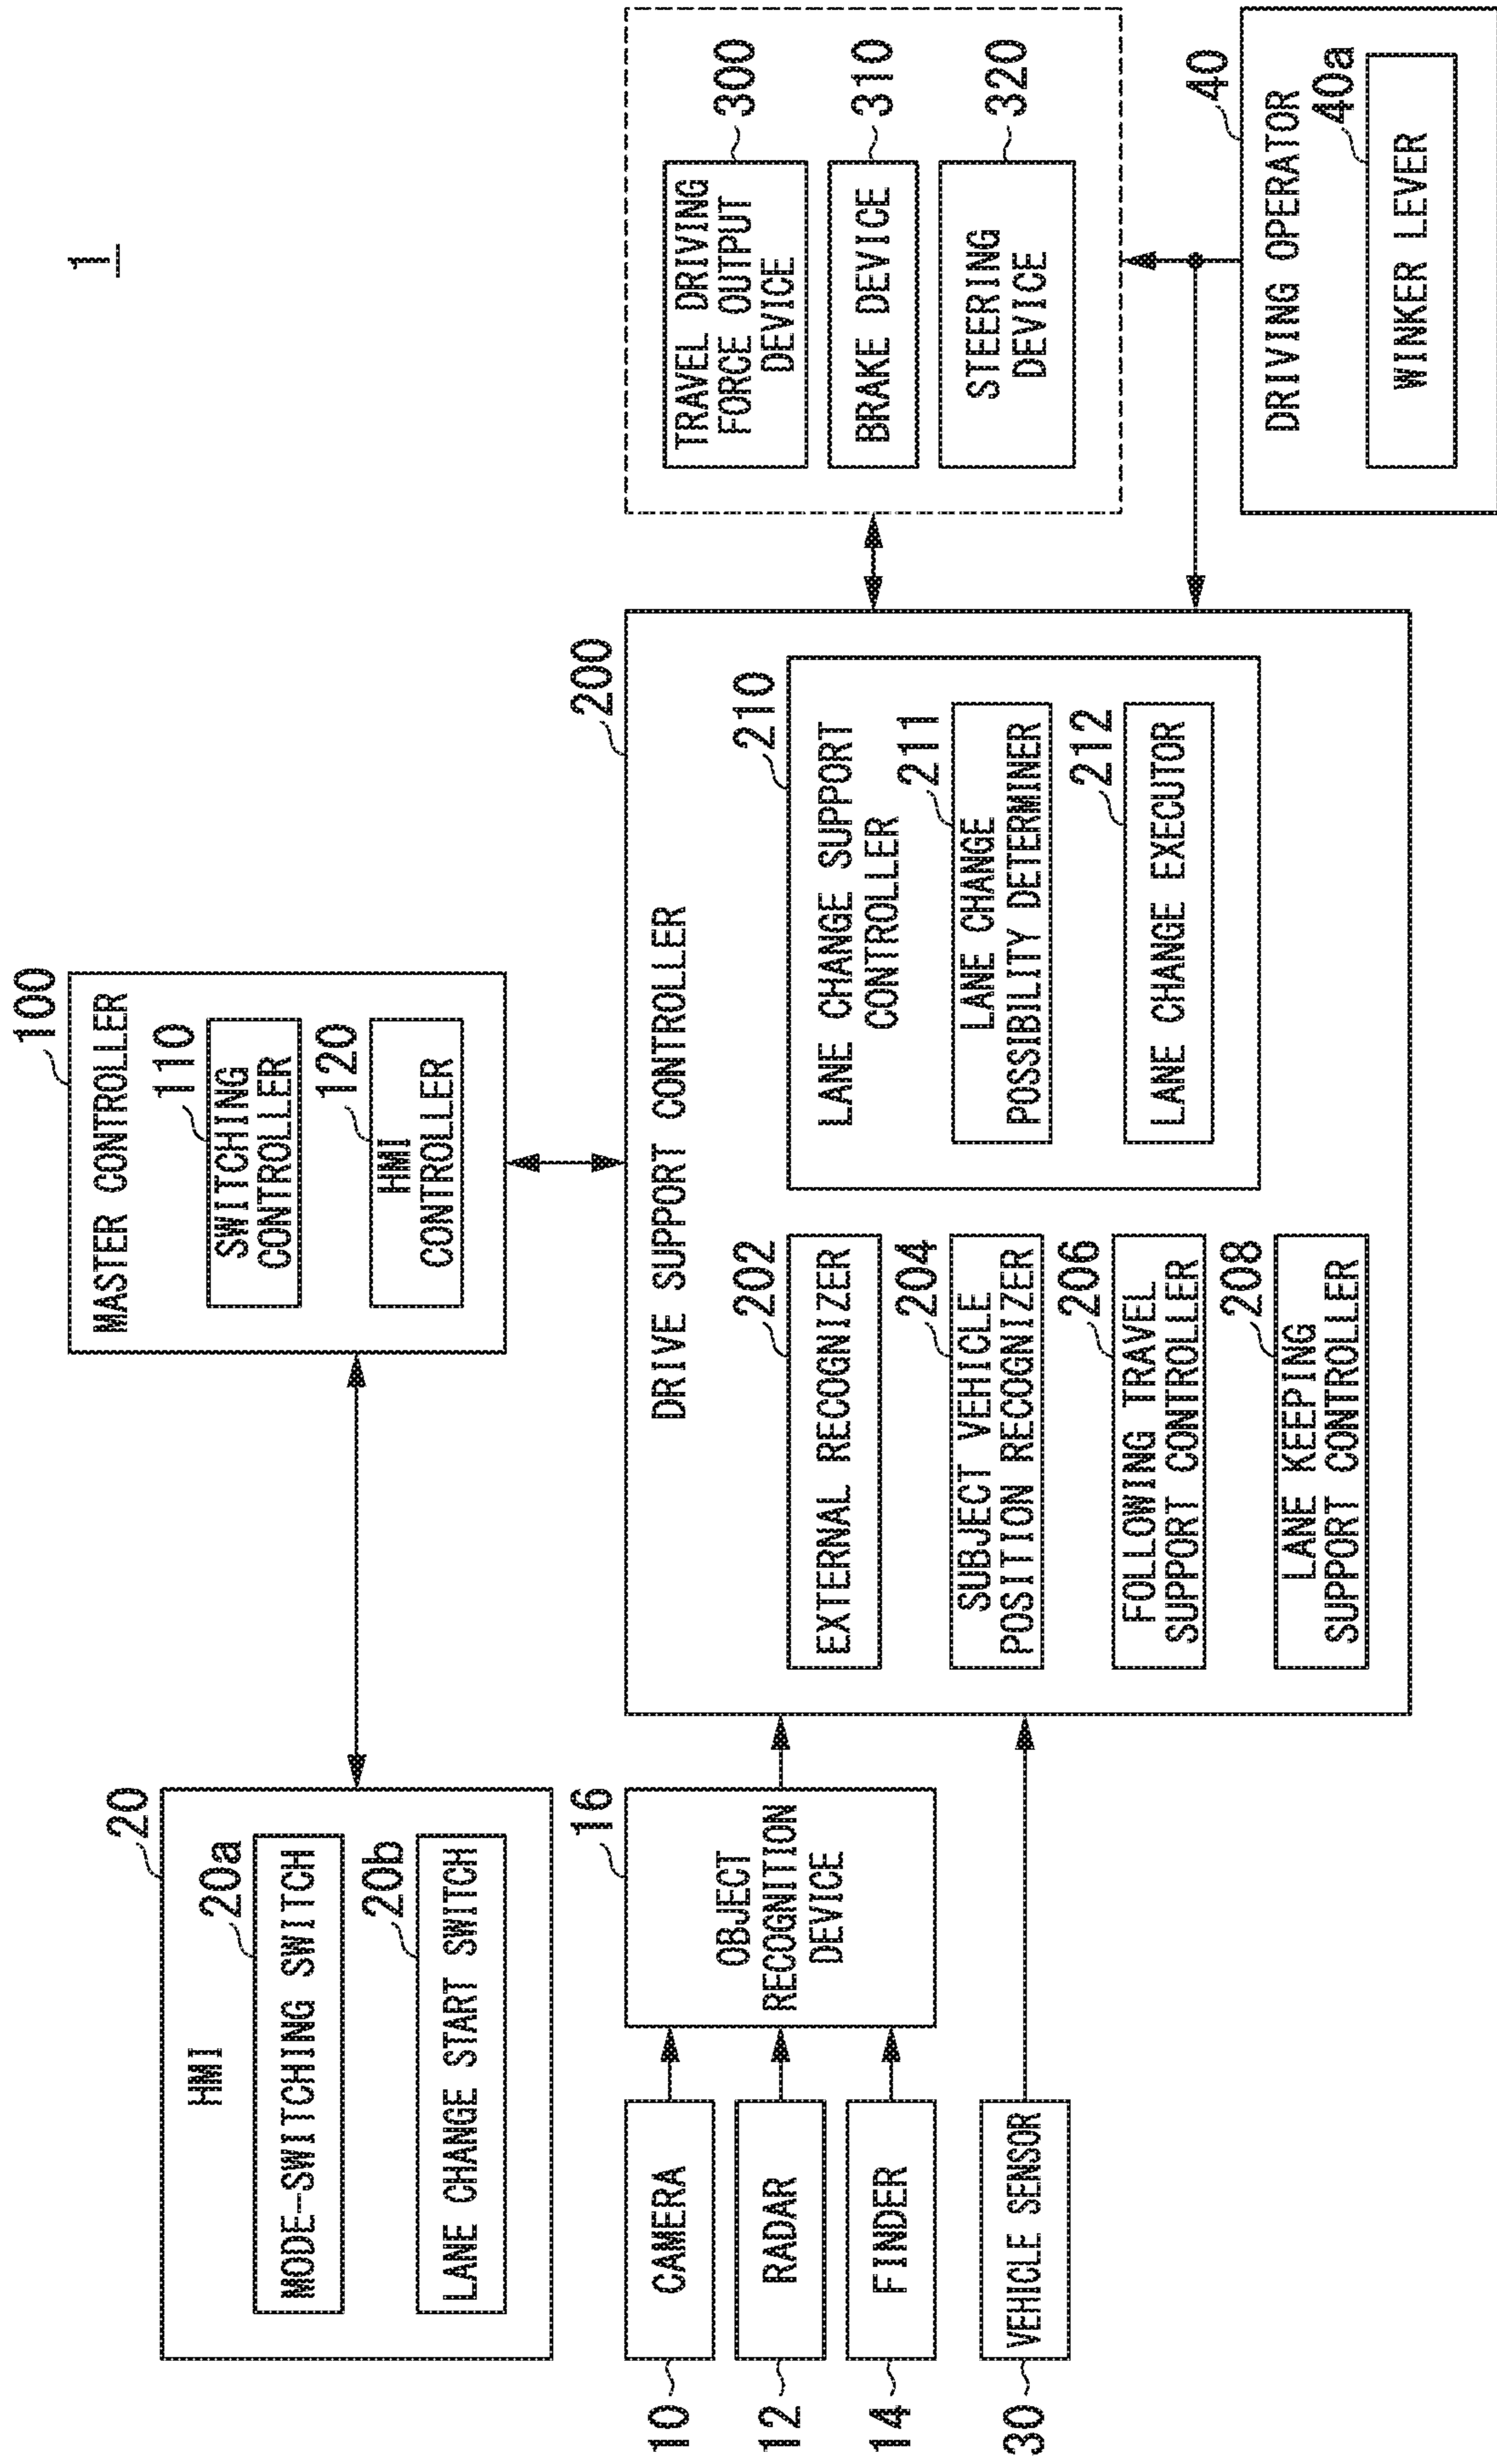 1
100
MASTER CONTROLLER
110
SWITCHING
CONTROLLER
120
HMI
CONTROLLER
20
HMI
20a
MODE-SWITCHING SWITCH
20b
LANE CHANGE START SWITCH
10
CAMERA
12
RADAR
14
FINDER
30
VEHICLE SENSOR
16
OBJECT
RECOGNITION
DEVICE
200
DRIVE SUPPORT CONTROLLER
202
EXTERNAL RECOGNIZER
204
SUBJECT VEHICLE
POSITION RECOGNIZER
206
FOLLOWING TRAVEL
SUPPORT CONTROLLER
208
LANE KEEPING
SUPPORT CONTROLLER
210
LANE CHANGE SUPPORT
CONTROLLER
211
LANE CHANGE
POSSIBILITY DETERMINER
212
LANE CHANGE EXECUTOR
TRAVEL DRIVING
FORCE OUTPUT
DEVICE
300
BRAKE DEVICE
310
STEERING
DEVICE
320
40
DRIVING OPERATOR
40a
WINKER LEVER